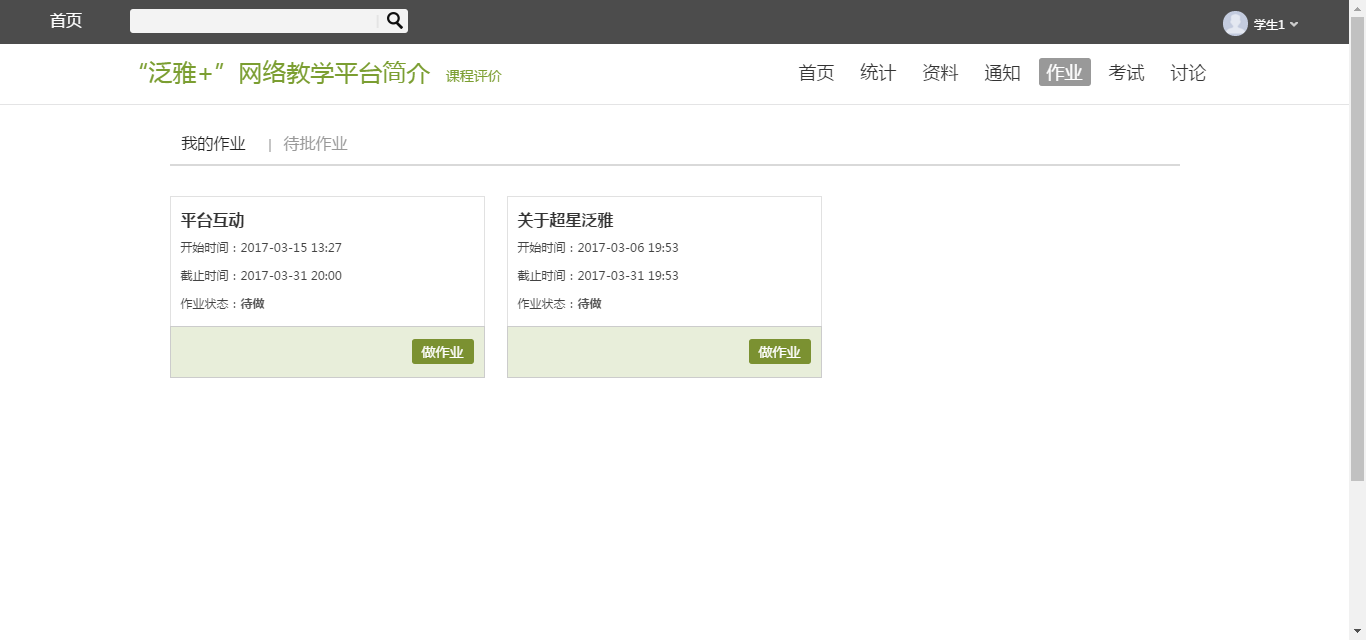 首页
学生1
“泛雅+”网络教学平台简介 课程评价
首页 统计 资料 通知 作业 考试 讨论
我的作业 | 待批作业
平台互动
开始时间：2017-03-15 13:27
截止时间：2017-03-31 20:00
作业状态：待做
做作业
关于超星泛雅
开始时间：2017-03-06 19:53
截止时间：2017-03-31 19:53
作业状态：待做
做作业